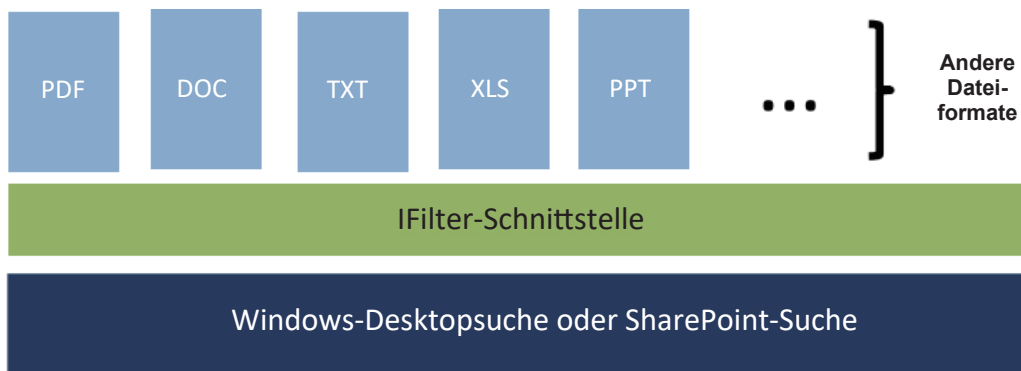 PDF
DOC
TXT
XLS
PPT
...
Andere
Datei-
formate
IFilter-Schnittstelle
Windows-Desktopsuche oder SharePoint-Suche